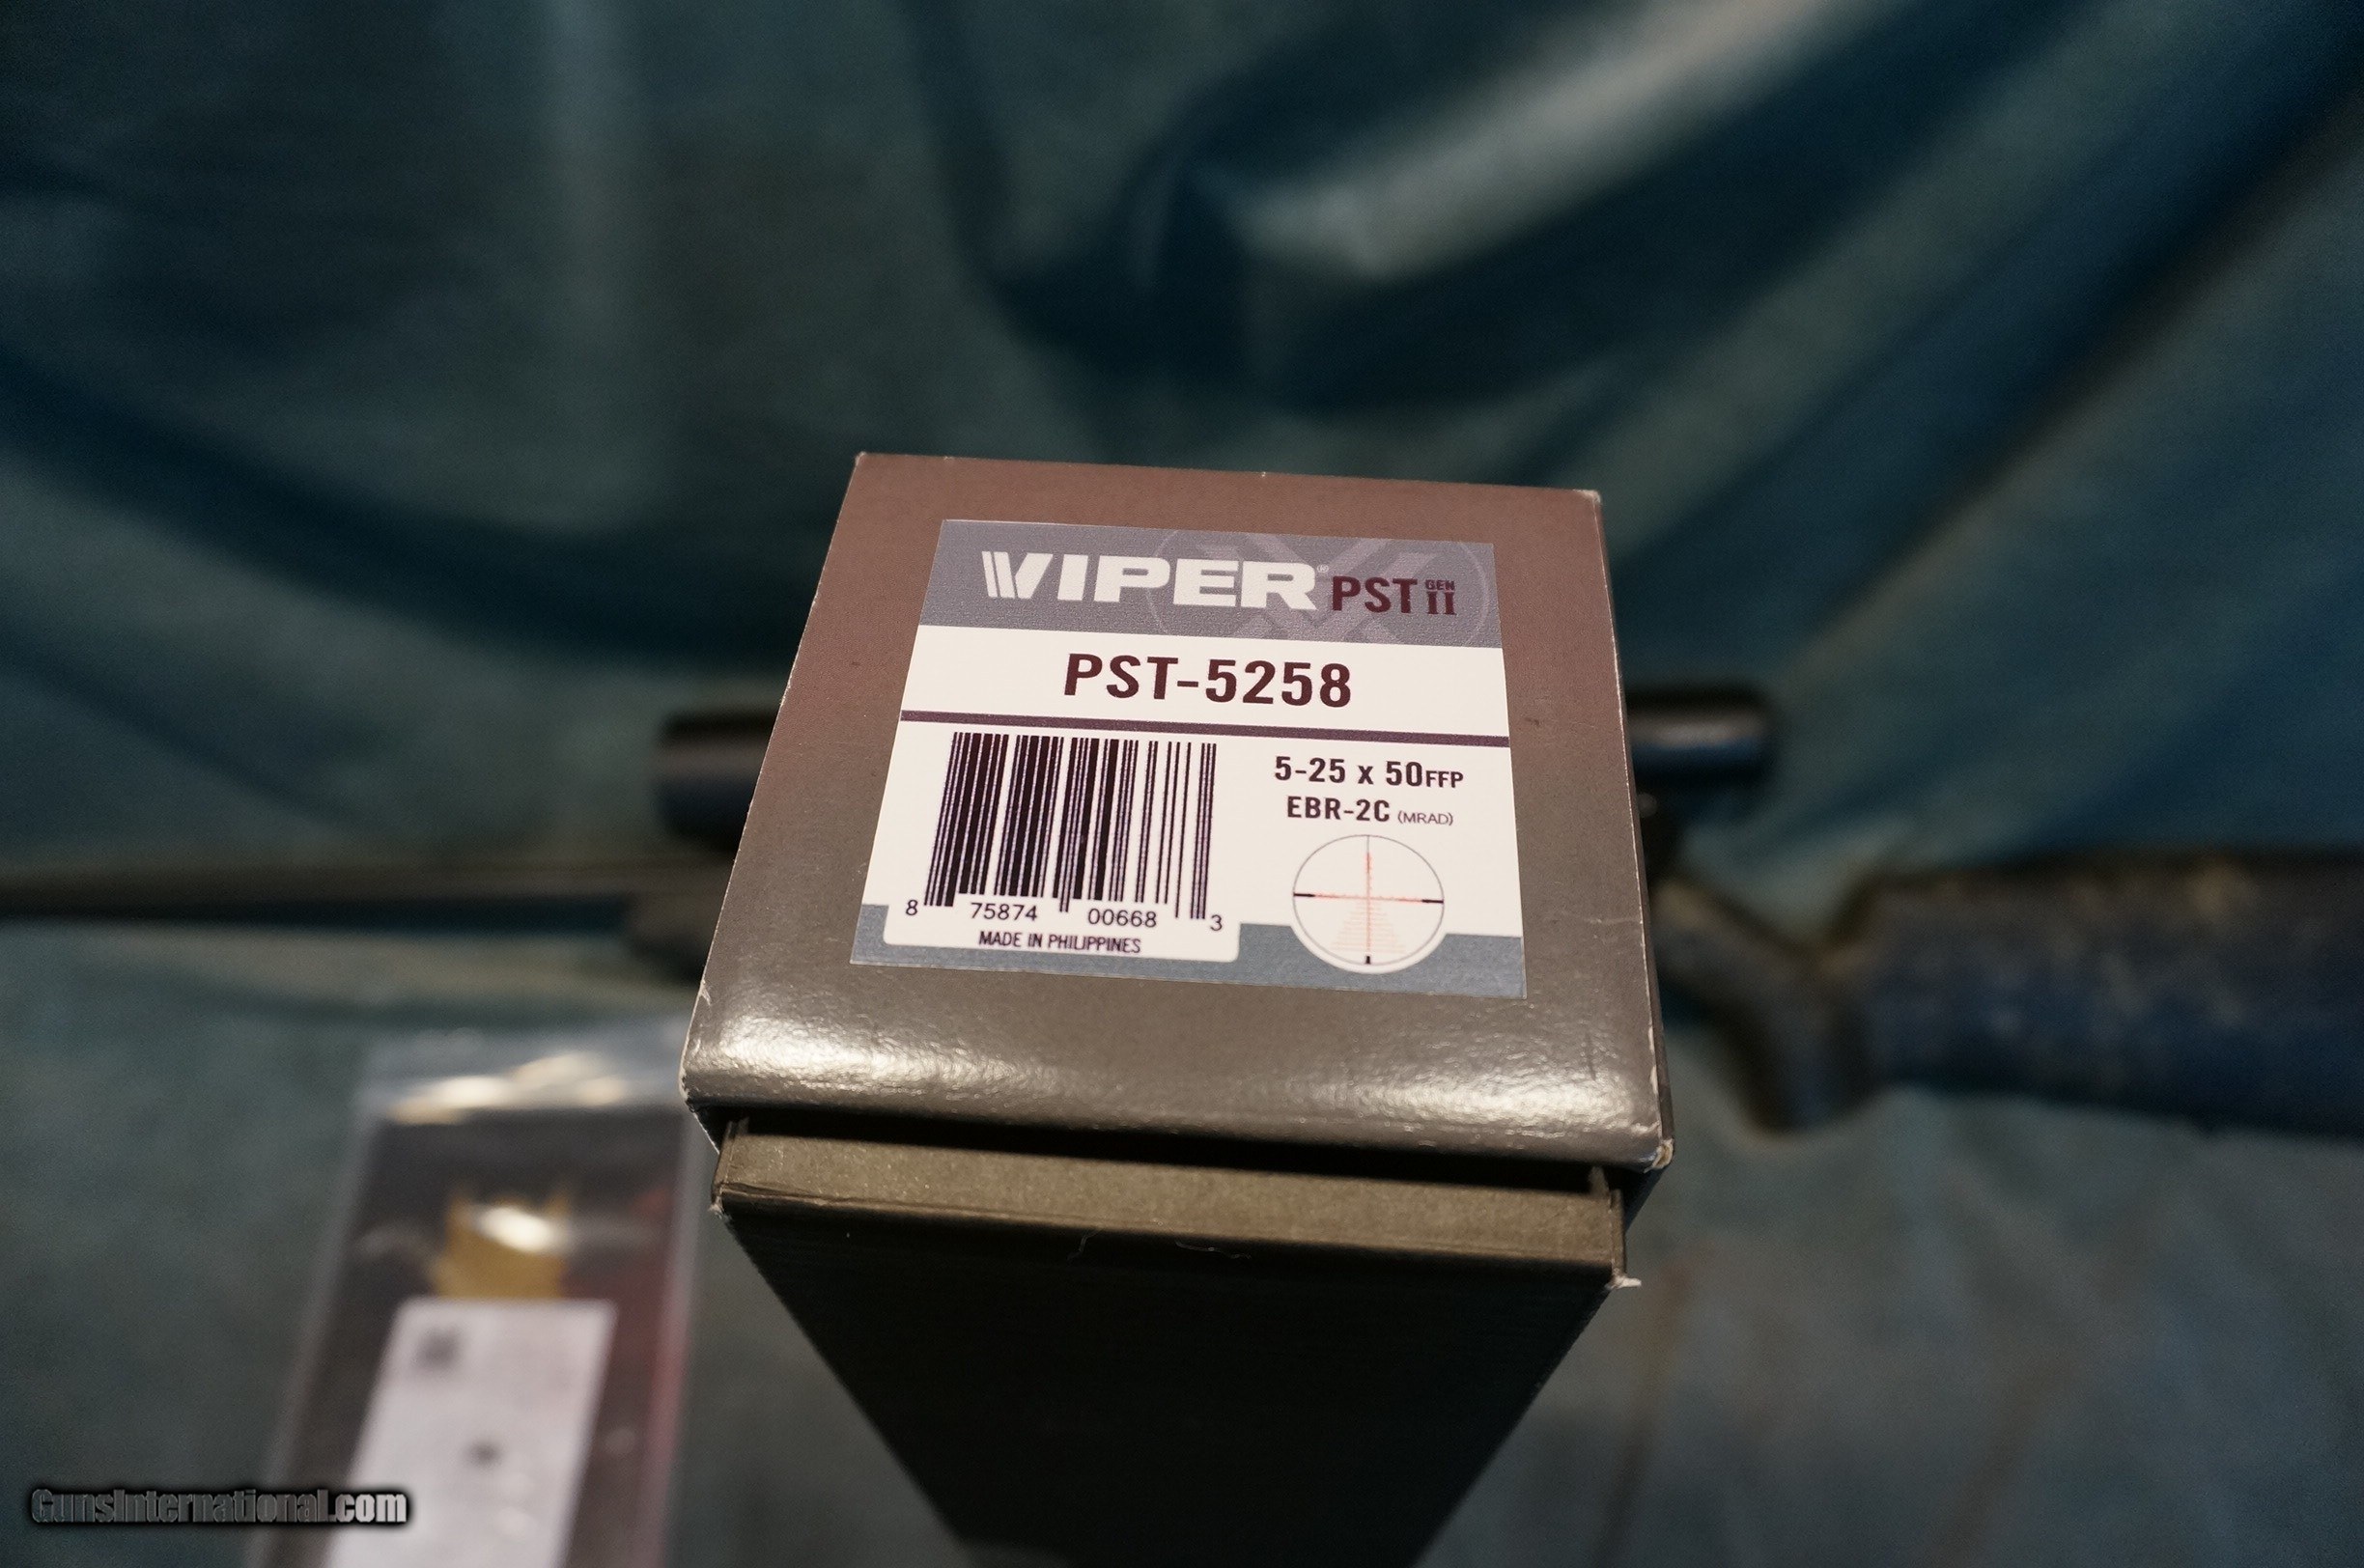 VIPER® PST GEN II
PST-5258
5-25 x 50FFP
EBR-2C (MRAD)
8 75874 00668 3
MADE IN PHILIPPINES
GunsInternational.com